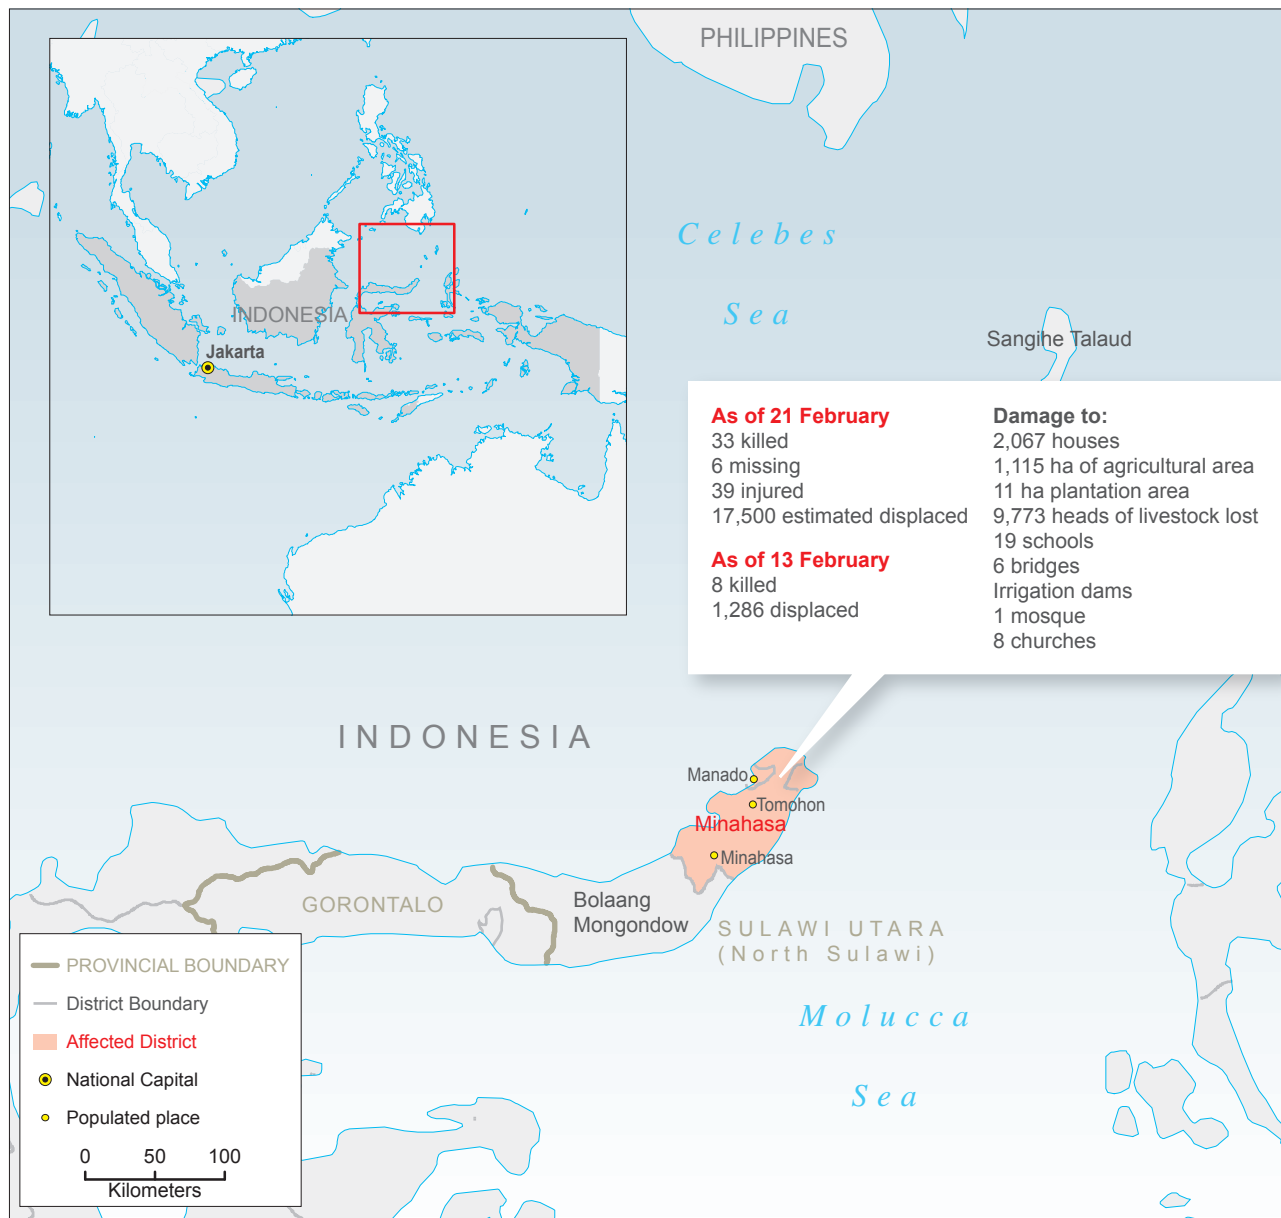 PHILIPPINES
Celebes
Sea
INDONESIA
Jakarta
Sangihe Talaud
As of 21 February
33 killed
6 missing
39 injured
17,500 estimated displaced
As of 13 February
8 killed
1,286 displaced
Damage to:
2,067 houses
1,115 ha of agricultural area
11 ha plantation area
9,773 heads of livestock lost
19 schools
6 bridges
Irrigation dams
1 mosque
8 churches
INDONESIA
Manado
Tomohon
Minahasa
Minahasa
GORONTALO
Bolaang
Mongondow
SULAWI UTARA
(North Sulawi)
Molucca
Sea
PROVINCIAL BOUNDARY
District Boundary
Affected District
National Capital
Populated place
0 50 100
Kilometers